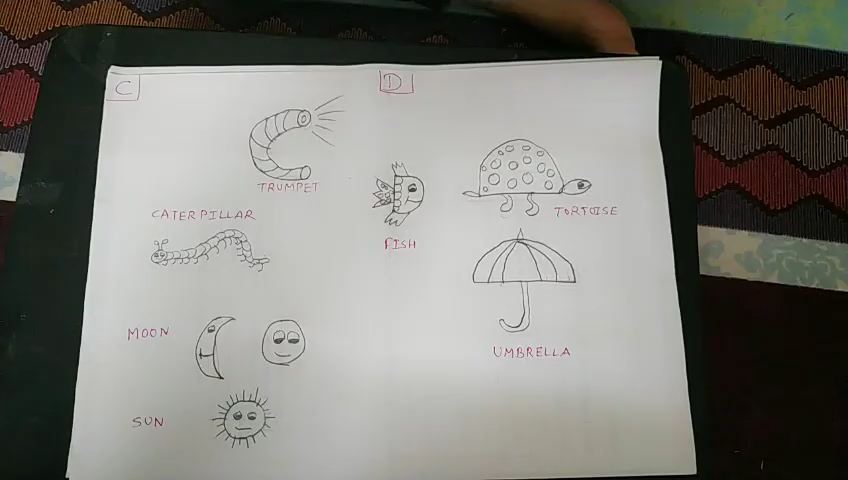 C
TRUMPET
CATERPILLAR
MOON
SUN
D
TORTOISE
FISH
UMBRELLA